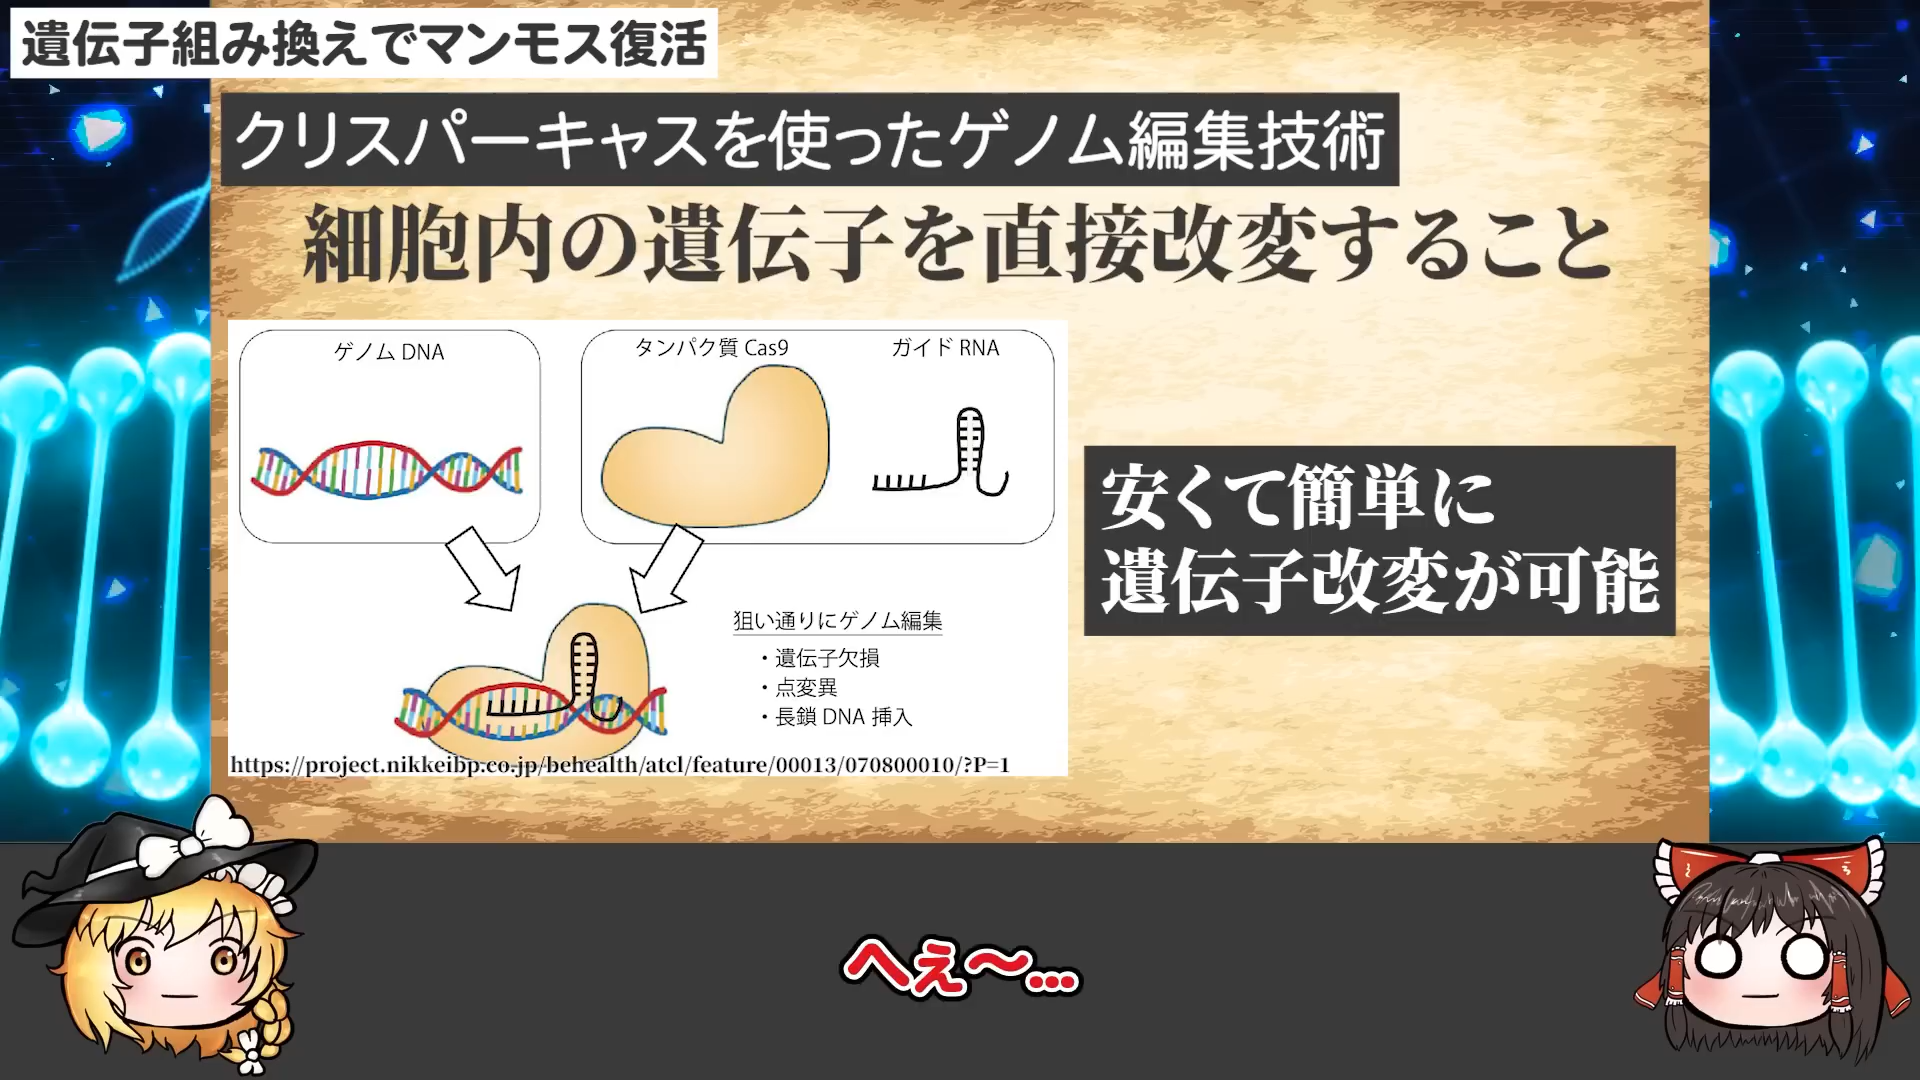 遺伝子組み換えでマンモス復活
クリスパーキャスを使ったゲノム編集技術
細胞内の遺伝子を直接改変すること
ゲノム DNA
タンパク質 Cas9
ガイド RNA
安くて簡単に
遺伝子改変が可能
狙い通りにゲノム編集
・遺伝子欠損
・点変異
・長鎖 DNA 挿入
https://project.nikkeibp.co.jp/behealth/atcl/feature/00013/070800010/?P=1
へぇ〜...